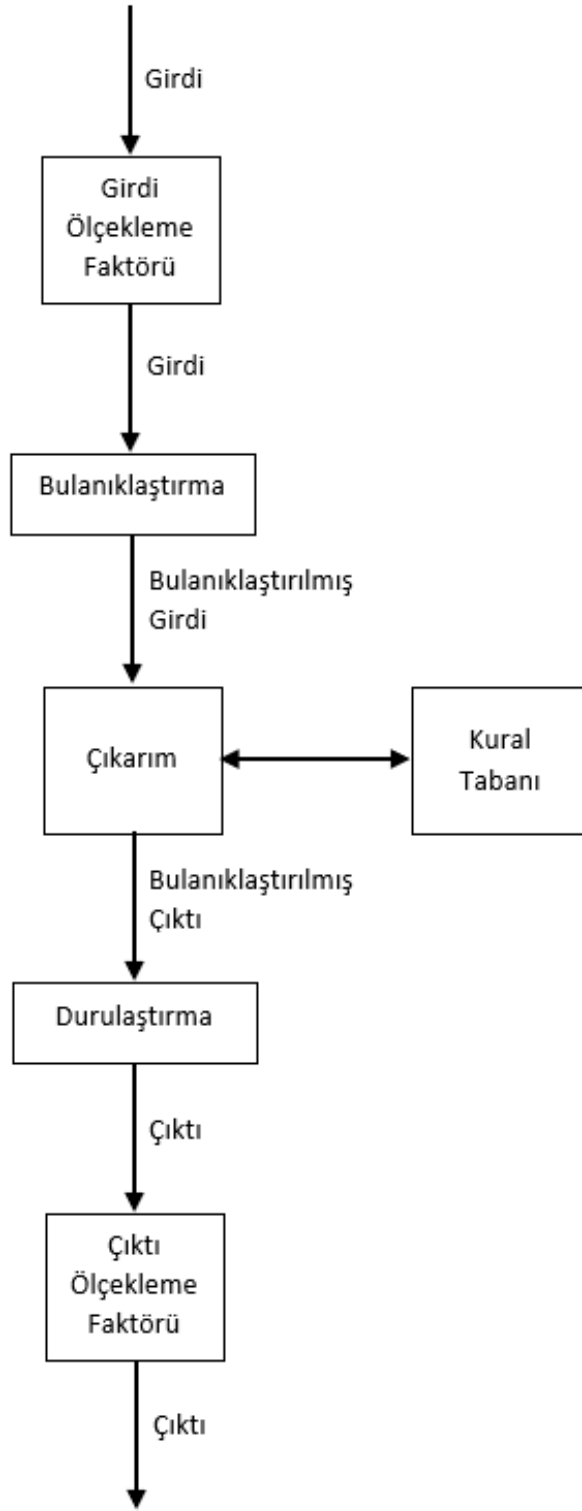 Girdi
Girdi
Ölçekleme
Faktörü
Girdi
Bulanıklaştırma
Bulanıklaştırılmış
Girdi
Çıkarım
Kural
Tabanı
Bulanıklaştırılmış
Çıktı
Durulaştırma
Çıktı
Çıktı
Ölçekleme
Faktörü
Çıktı